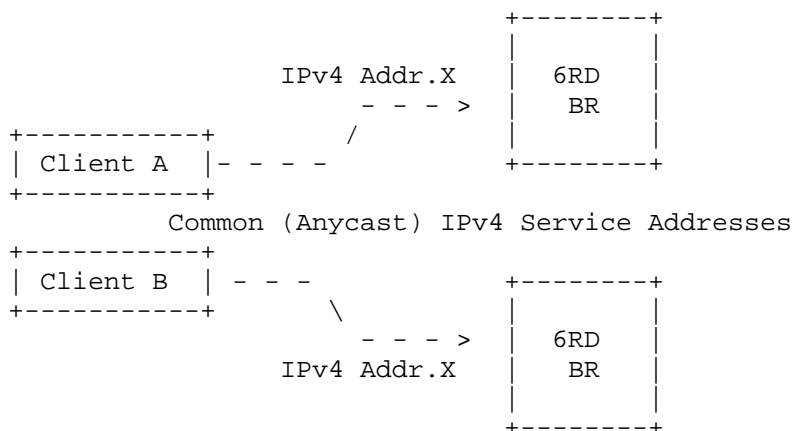 IPv4 Addr.X
6RD
BR
Client A
Common (Anycast) IPv4 Service Addresses
Client B
6RD
IPv4 Addr.X
BR